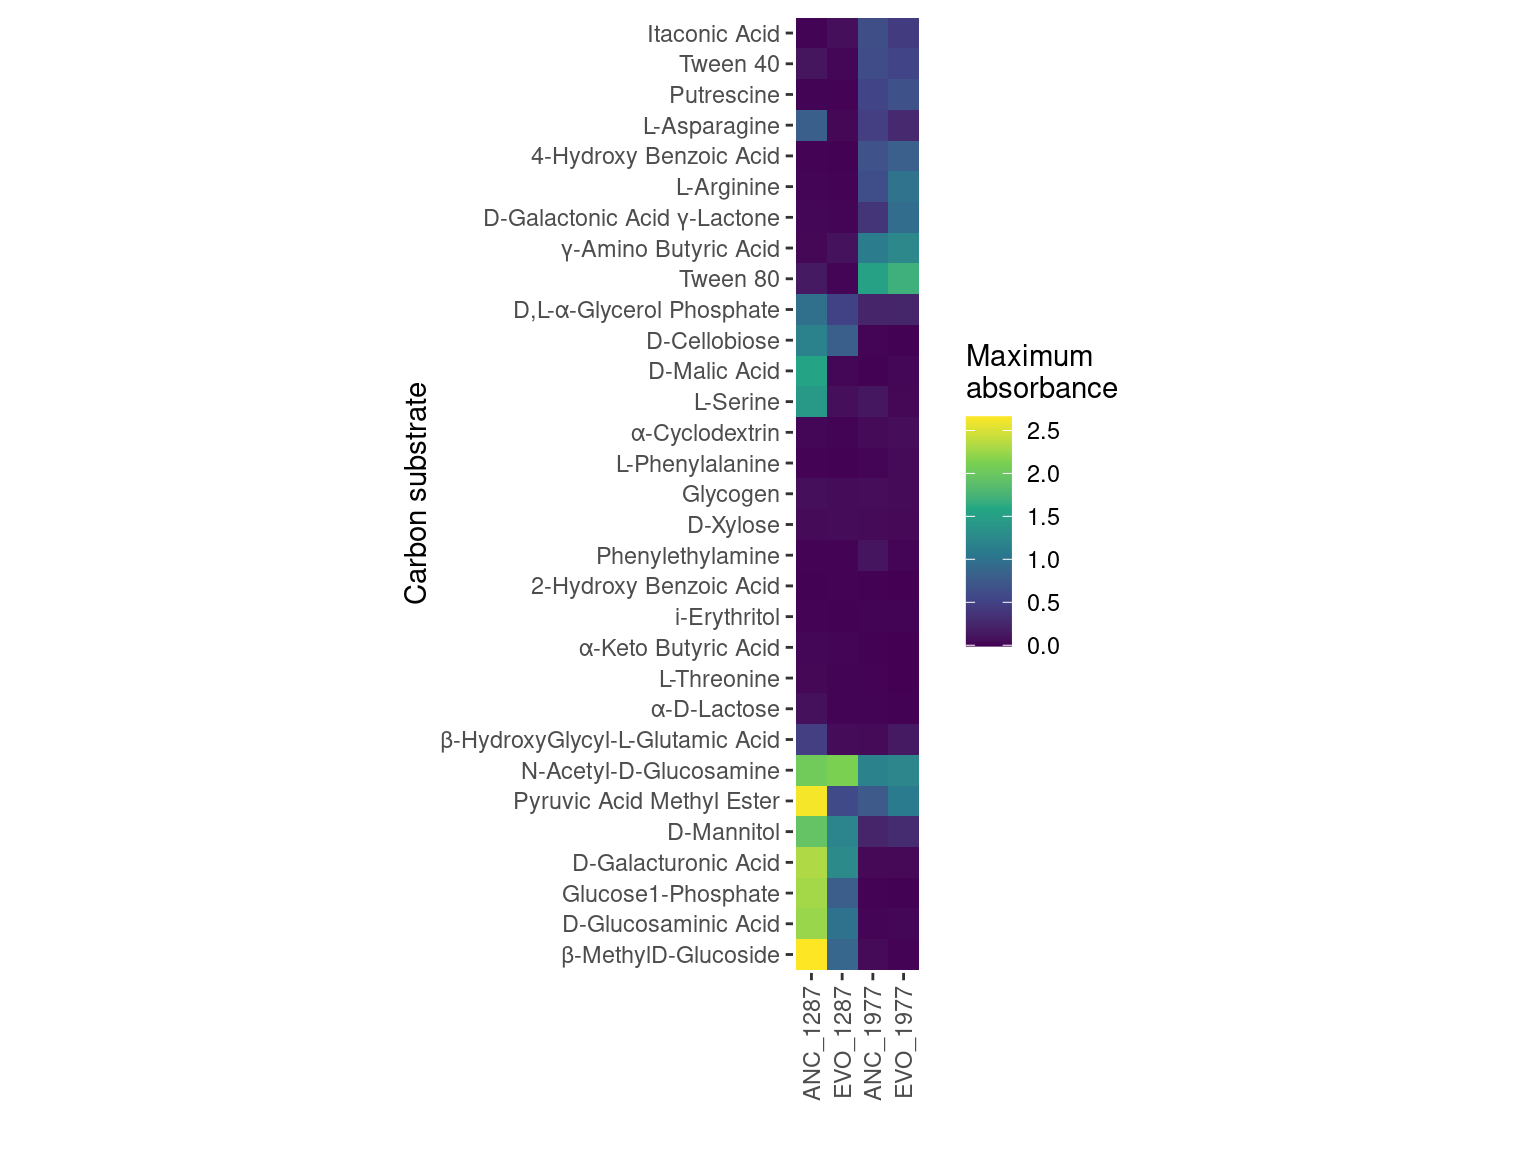 Itaconic Acid
Tween 40
Putrescine
L-Asparagine
4-Hydroxy Benzoic Acid
L-Arginine
D-Galactonic Acid γ-Lactone
γ-Amino Butyric Acid
Tween 80
D,L-α-Glycerol Phosphate
D-Cellobiose
D-Malic Acid
L-Serine
α-Cyclodextrin
L-Phenylalanine
Glycogen
D-Xylose
Phenylethylamine
2-Hydroxy Benzoic Acid
i-Erythritol
α-Keto Butyric Acid
L-Threonine
α-D-Lactose
β-HydroxyGlycyl-L-Glutamic Acid
N-Acetyl-D-Glucosamine
Pyruvic Acid Methyl Ester
D-Mannitol
D-Galacturonic Acid
Glucose1-Phosphate
D-Glucosaminic Acid
β-MethylD-Glucoside
Carbon substrate
ANC_1287
EVO_1287
ANC_1977
EVO_1977
Maximum
absorbance
2.5
2.0
1.5
1.0
0.5
0.0